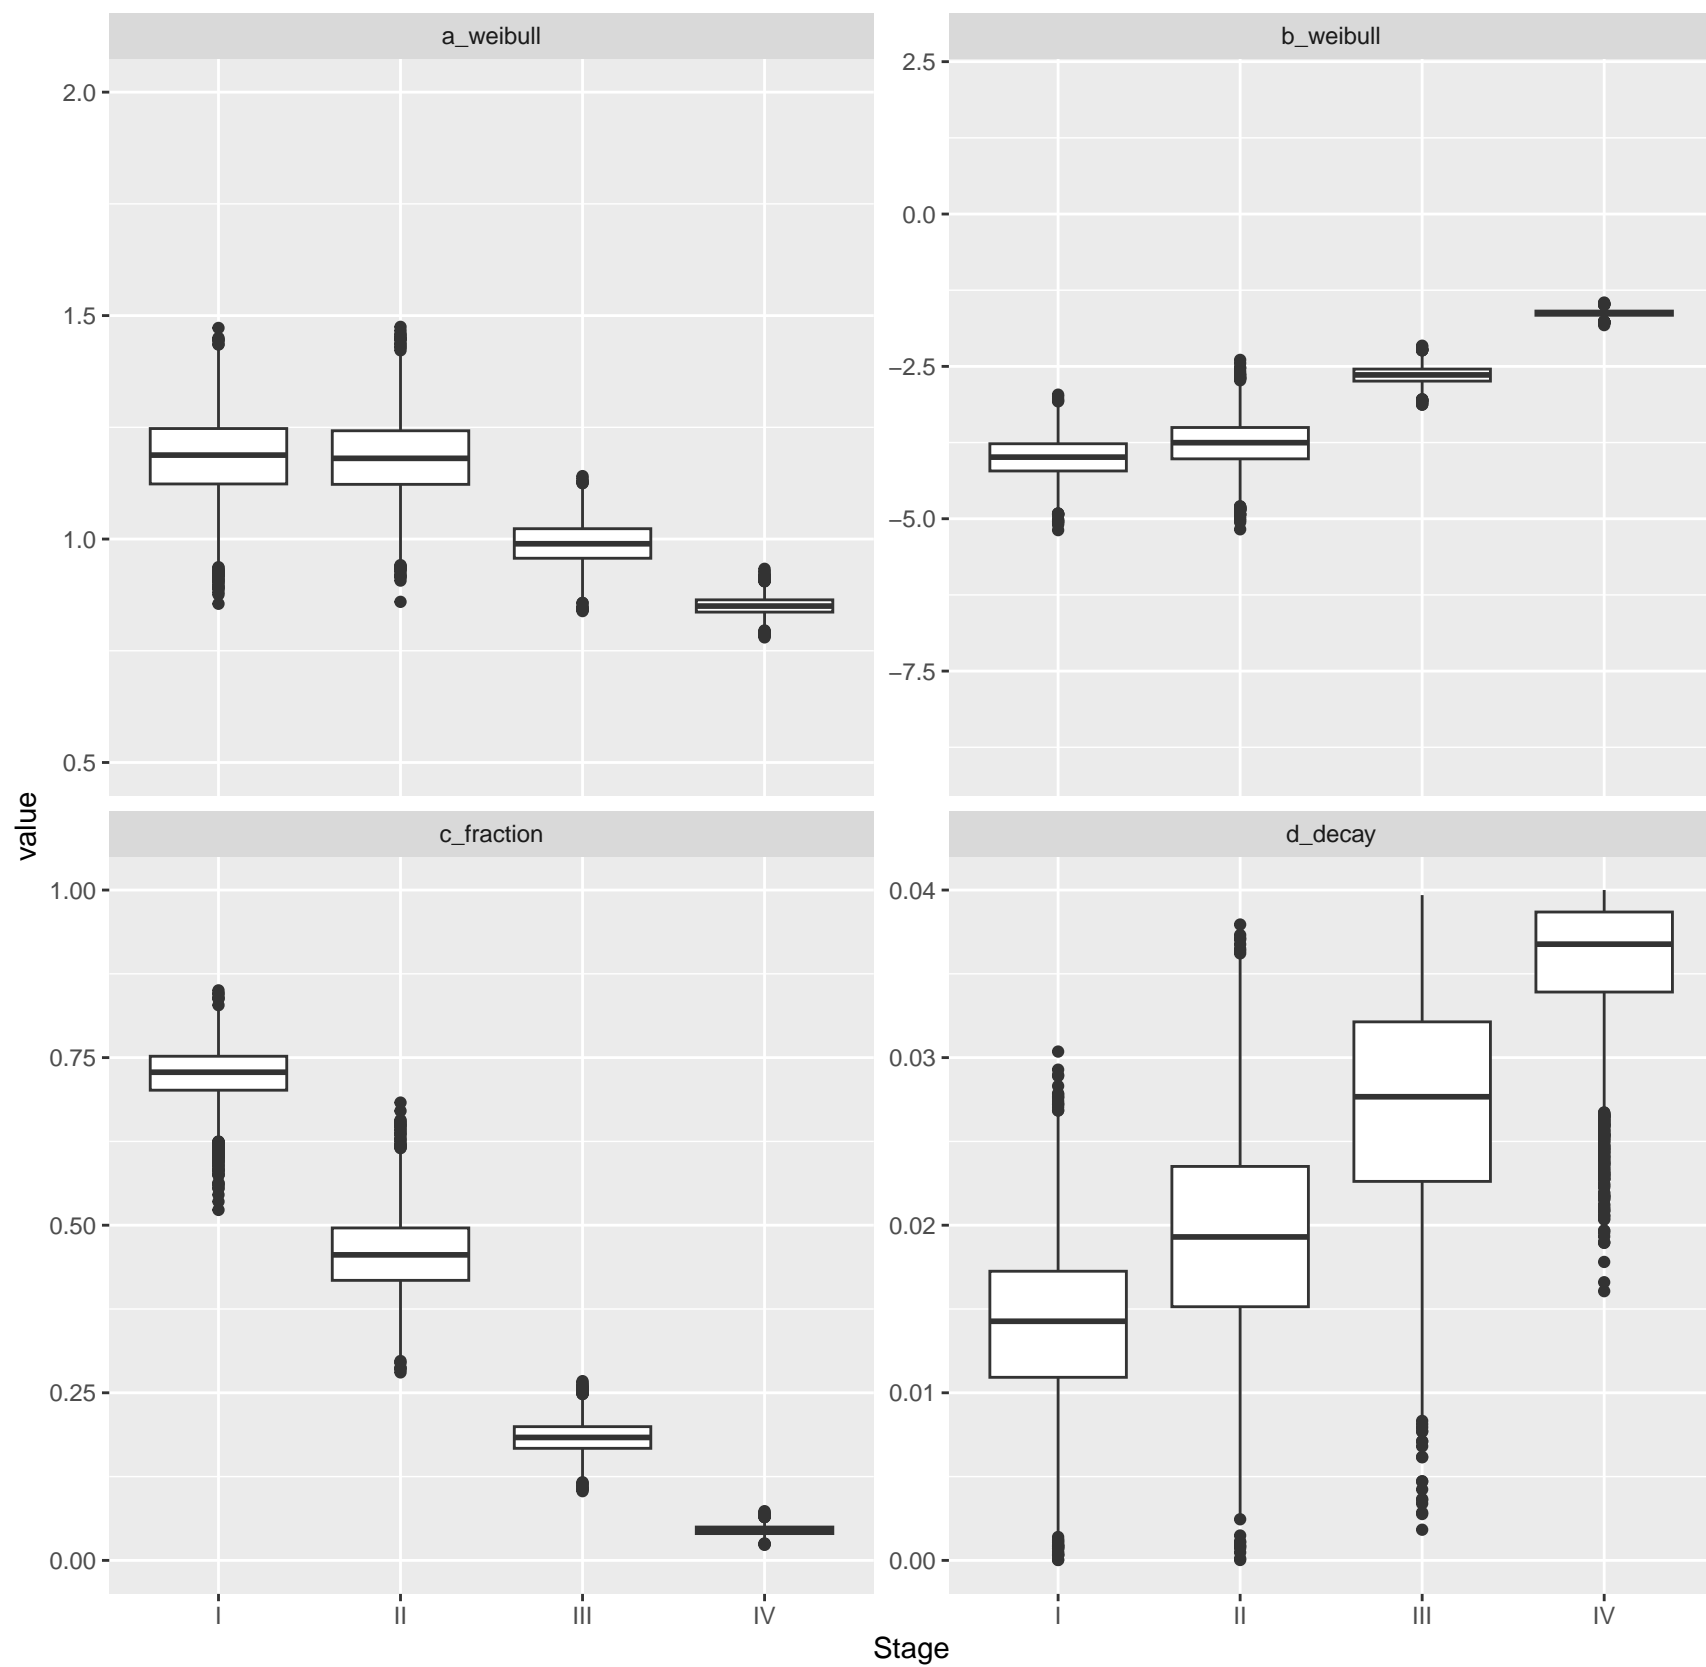 a_weibull
b_weibull
2.0
1.5
1.0
0.5
2.5
0.0
−2.5
−5.0
−7.5
value
c_fraction
d_decay
1.00
0.75
0.50
0.25
0.00
0.04
0.03
0.02
0.01
0.00
I II III IV
I II III IV
Stage